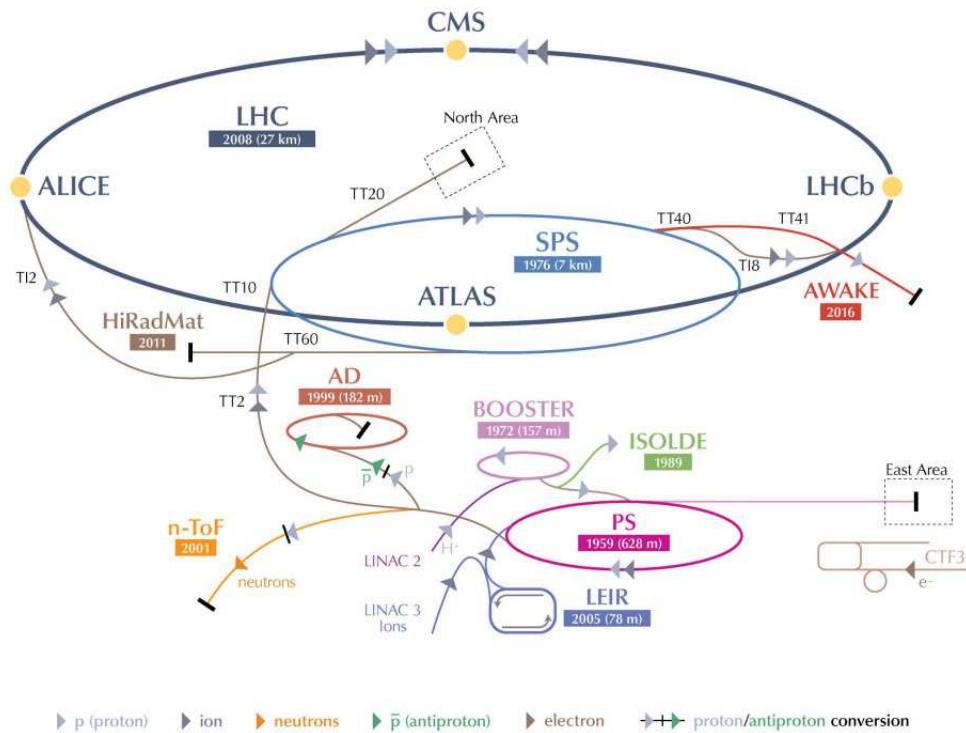 CMS
LHC
2008 (27 km)
North Area
ALICE
LHCb
TT20
TT40
TT41
SPS
1976 (7 km)
TI2
TI8
TT10
ATLAS
AWAKE
2016
HiRadMat
2011
TT60
AD
1999 (182 m)
TT2
BOOSTER
1972 (157 m)
ISOLDE
1989
p̅
p
East Area
n-ToF
2001
PS
1959 (628 m)
H⁺
LINAC 2
neutrons
CTF3
e⁻
LEIR
2005 (78 m)
LINAC 3
Ions
p (proton)
ion
neutrons
p̅ (antiproton)
electron
proton/antiproton conversion